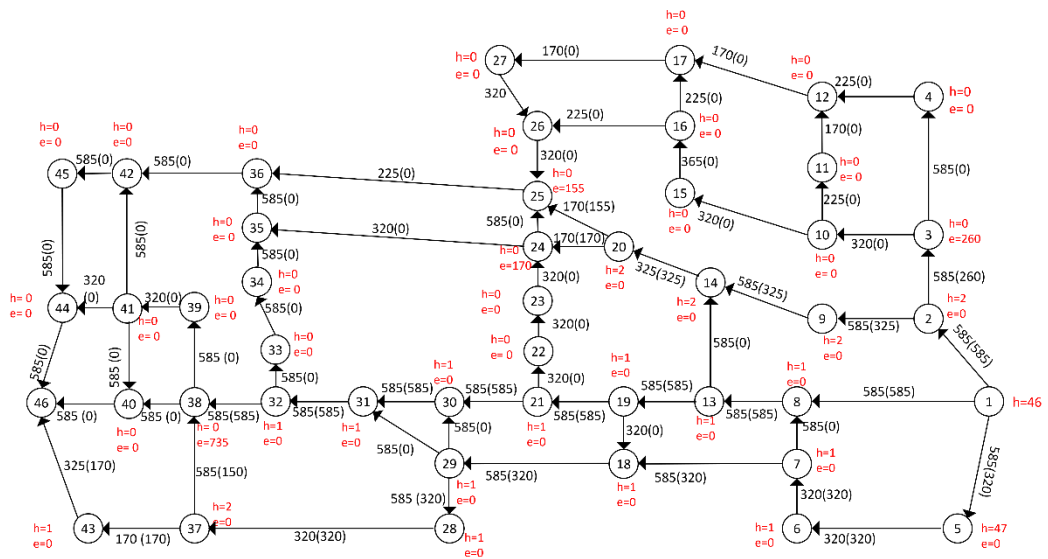 h=0
e= 0
27
170(0)
17
h=0
e= 0
170(0)
h=0
e= 0
12
225(0)
4
h=0
e= 0
320
225(0)
h=0
e= 0
26
225(0)
16
h=0
e= 0
170(0)
11
h=0
e= 0
585(0)
320(0)
365(0)
h=0
e= 0
45
585(0)
h=0
e= 0
42
585(0)
h=0
e=0
36
225(0)
h=0
e=155
25
170(155)
15
h=0
e= 0
320(0)
225(0)
10
h=0
e= 0
320(0)
3
h=0
e=260
585(0)
h=0
e= 0
35
320(0)
585(0)
24
h=0
e=170
170(170)
20
h=2
e=0
325(325)
585(260)
585(0)
585(0)
585(0)
34
h=0
e= 0
320(0)
23
14
h=2
e=0
585(325)
9
h=2
e=0
585(325)
2
h=2
e=0
h=0
e= 0
44
320
(0)
41
h=0
e= 0
320(0)
39
h=0
e= 0
585(0)
320(0)
585(0)
585(585)
33
h=0
e=0
22
h=0
e= 0
585(0)
585(0)
585 (0)
585(0)
h=1
e=0
320(0)
h=1
e=0
h=1
e=0
46
585 (0)
40
h=0
e= 0
585 (0)
38
h= 0
e=735
585(585)
32
h=1
e=0
585(585)
31
h=1
e=0
585(585)
30
585(585)
21
h=1
e=0
585(585)
19
585(585)
13
h=1
e=0
585(585)
8
585(585)
1
h=46
325(170)
585(150)
585(0)
585(0)
29
h=1
e=0
585(320)
320(0)
18
h=1
e=0
585(320)
585(0)
7
h=1
e=0
585(320)
585 (320)
320(320)
h=1
e=0
43
170 (170)
37
h=2
e=0
320(320)
28
h=1
e=0
h=1
e=0
6
320(320)
5
h=47
e=0